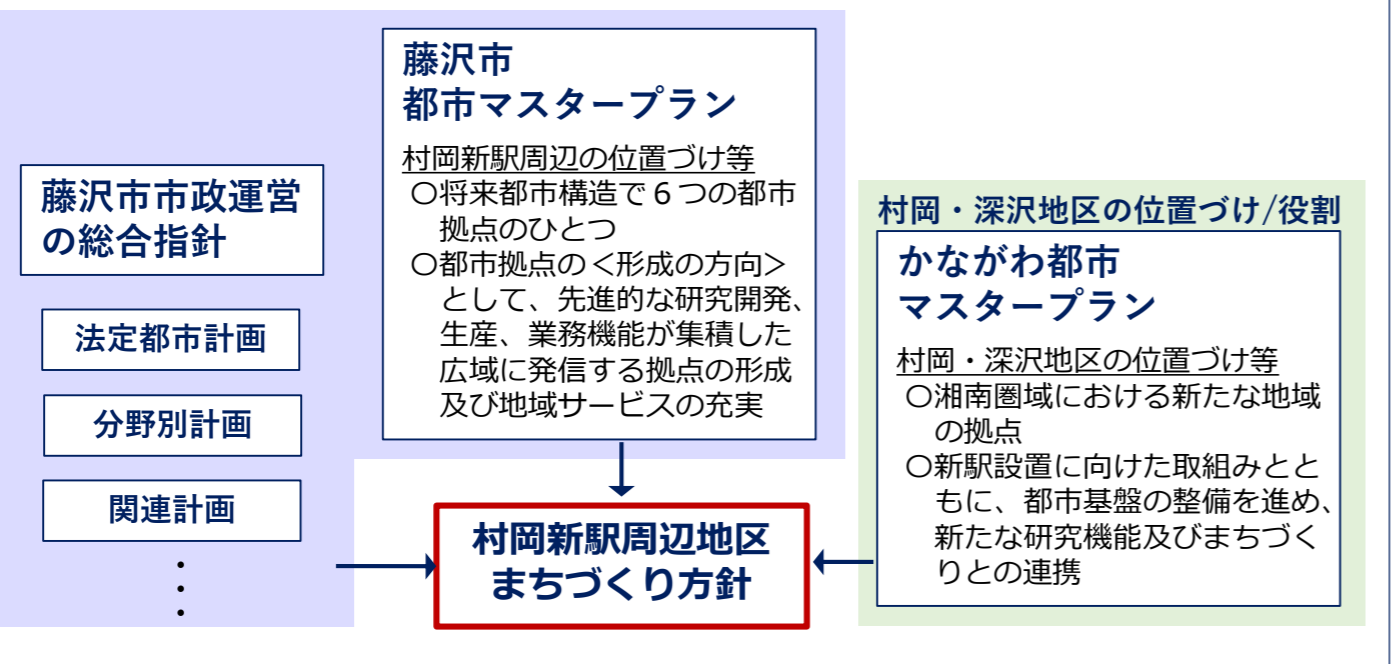 藤沢市市政運営
の総合指針
法定都市計画
分野別計画
関連計画
・
・
・
藤沢市
都市マスタープラン
村岡新駅周辺の位置づけ等
〇将来都市構造で６つの都市
拠点のひとつ
〇都市拠点の＜形成の方向＞
として、先進的な研究開発、
生産、業務機能が集積した
広域に発信する拠点の形成
及び地域サービスの充実
村岡・深沢地区の位置づけ/役割
かながわ都市
マスタープラン
村岡・深沢地区の位置づけ等
〇湘南圏域における新たな地域
の拠点
〇新駅設置に向けた取組みとと
もに、都市基盤の整備を進め、
新たな研究機能及びまちづく
りとの連携
村岡新駅周辺地区
まちづくり方針